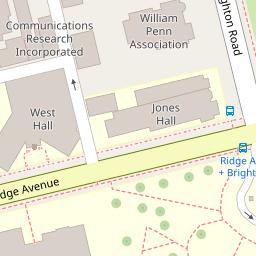 Communications
Research
Incorporated
William
Penn
Association
ghton Road
West
Hall
Jones
Hall
dge Avenue
Ridge A
+ Bright